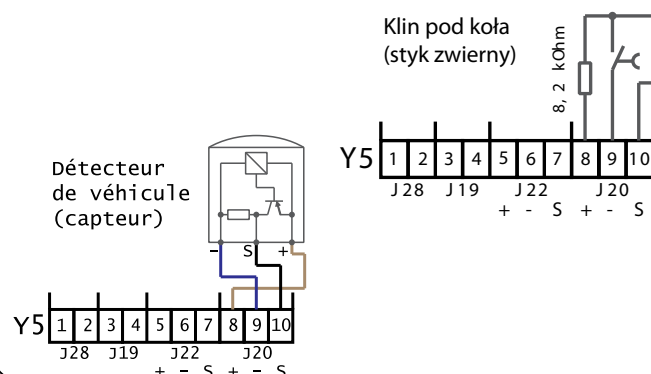 Klin pod koła
(styk zwierny)
8,2 kOhm
Y5 1 2 3 4 5 6 7 8 9 10
J28 J19 J22 J20
+ - S + - S
Détecteur
de véhicule
(capteur)
- S +
Y5 1 2 3 4 5 6 7 8 9 10
J28 J19 J22 J20
+ - S + - S